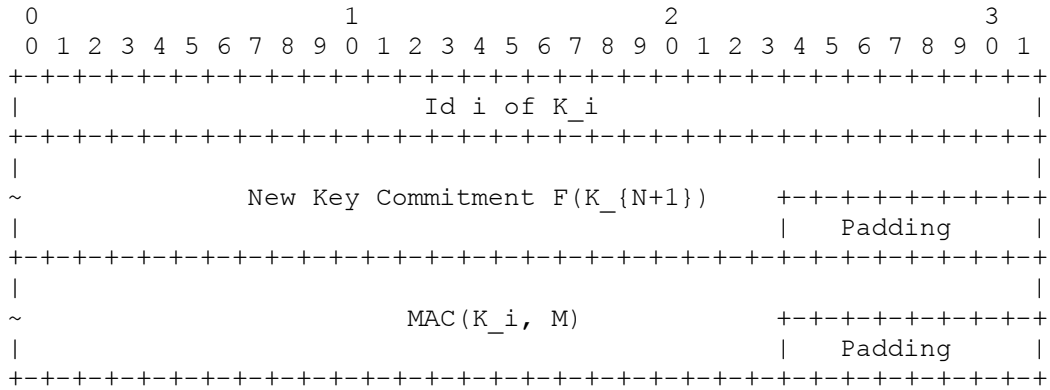 0                   1                   2                   3
 0 1 2 3 4 5 6 7 8 9 0 1 2 3 4 5 6 7 8 9 0 1 2 3 4 5 6 7 8 9 0 1
+-+-+-+-+-+-+-+-+-+-+-+-+-+-+-+-+-+-+-+-+-+-+-+-+-+-+-+-+-+-+-+-+
|                         Id i of K_i                           |
+-+-+-+-+-+-+-+-+-+-+-+-+-+-+-+-+-+-+-+-+-+-+-+-+-+-+-+-+-+-+-+-+
|                                                               |
~              New Key Commitment F(K_{N+1})    +-+-+-+-+-+-+-+-+
|                                               |   Padding     |
+-+-+-+-+-+-+-+-+-+-+-+-+-+-+-+-+-+-+-+-+-+-+-+-+-+-+-+-+-+-+-+-+
|                                                               |
~                        MAC(K_i, M)            +-+-+-+-+-+-+-+-+
|                                               |   Padding     |
+-+-+-+-+-+-+-+-+-+-+-+-+-+-+-+-+-+-+-+-+-+-+-+-+-+-+-+-+-+-+-+-+